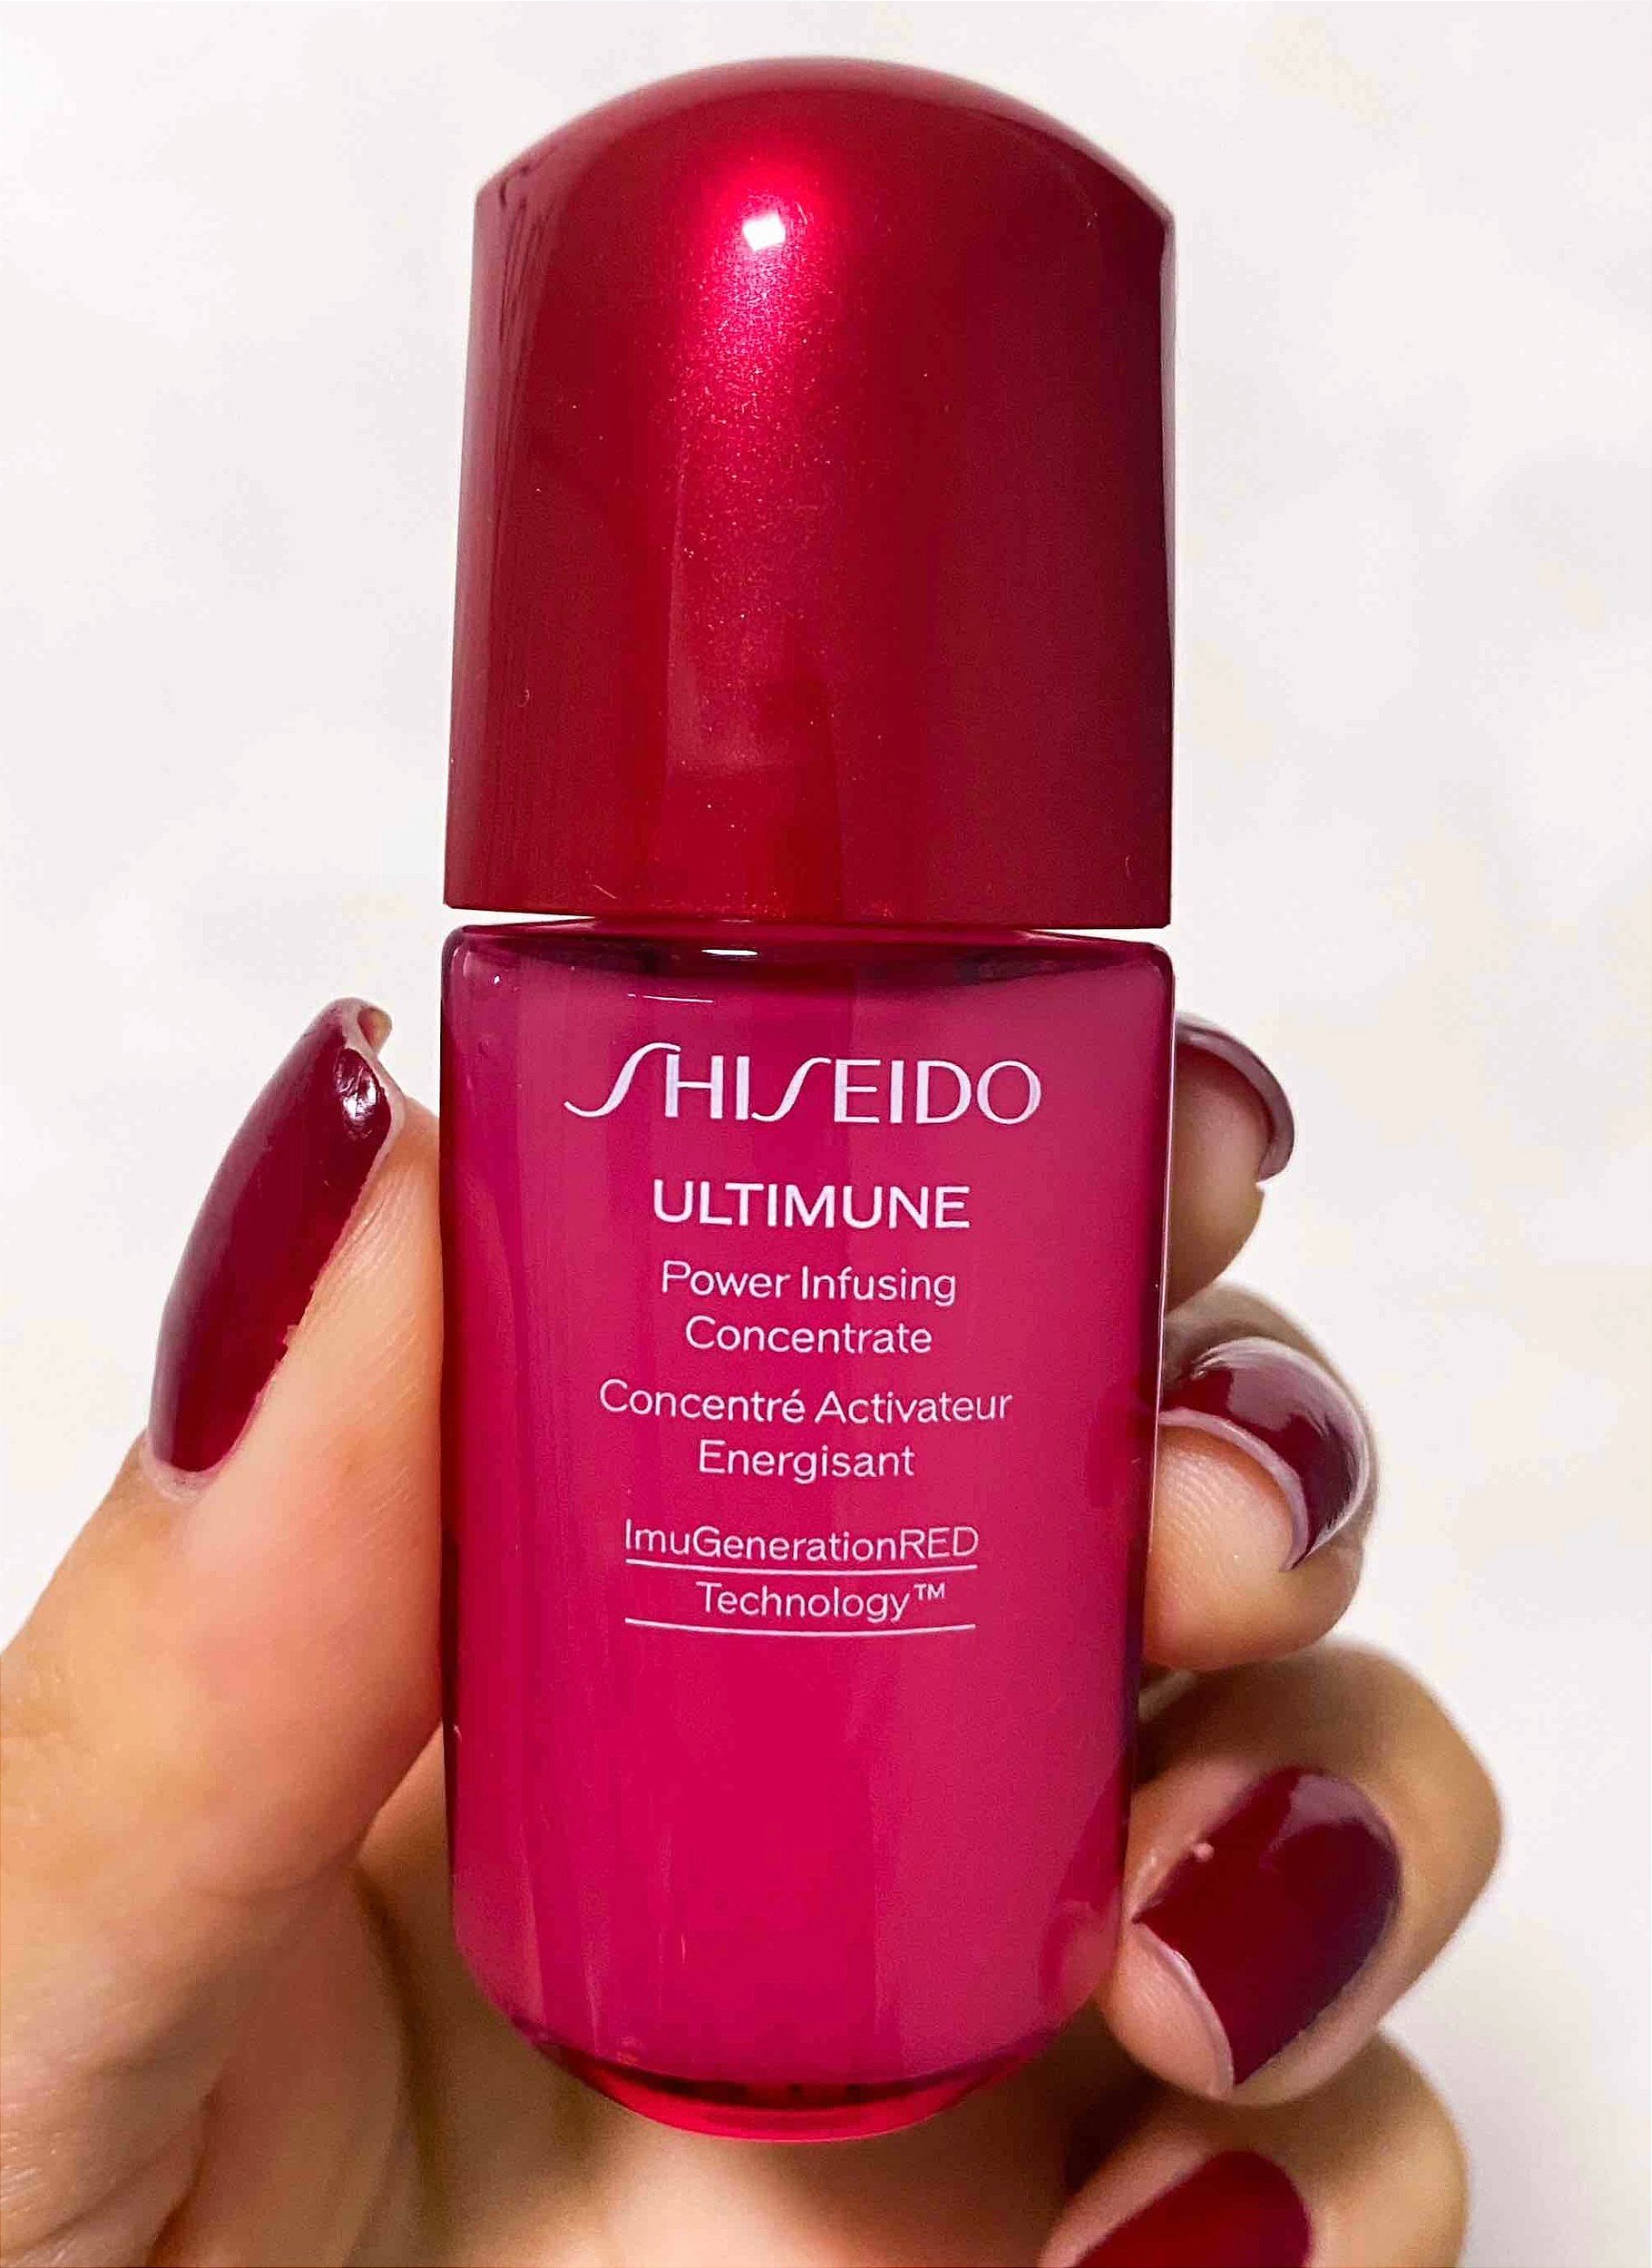 SHISEIDO
ULTIMUNE
Power Infusing
Concentrate
Concentré Activateur
Energisant
ImuGenerationRED
Technology™